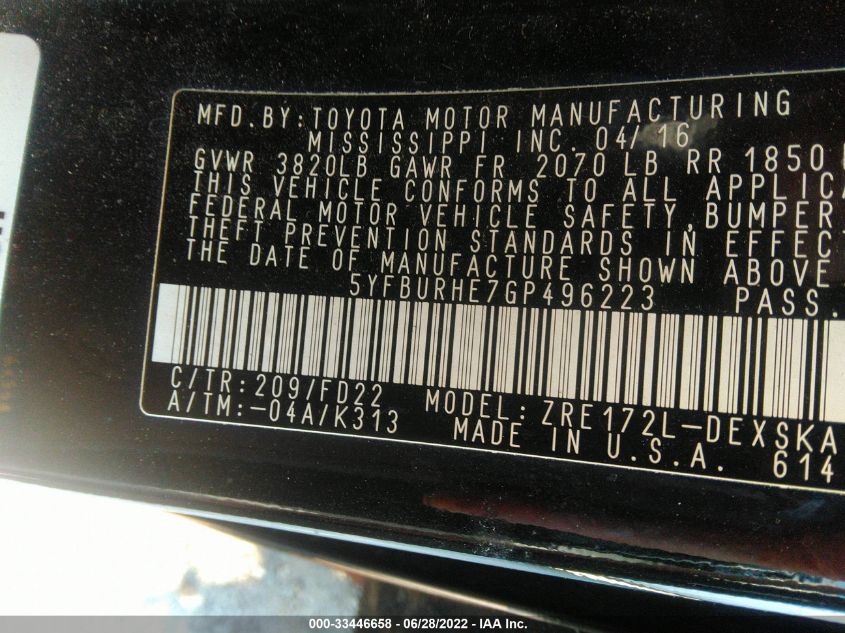 MFD.BY:TOYOTA MOTOR MANUFACTURING
MISSISSIPPI INC. 04/16
GVWR 3820LB GAWR FR 2070 LB RR 1850
THIS VEHICLE CONFORMS TO ALL APPLICA
FEDERAL MOTOR VEHICLE SAFETY,BUMPER
THEFT PREVENTION STANDARDS IN EFFECT
THE DATE OF MANUFACTURE SHOWN ABOVE
5YFBURHE7GP496223 PASS.
C/TR:209/FD22 MODEL:ZRE172L-DEXSKA
A/TM:-04A/K313 MADE IN U.S.A. 614
000-33446658 - 06/28/2022 - IAA Inc.